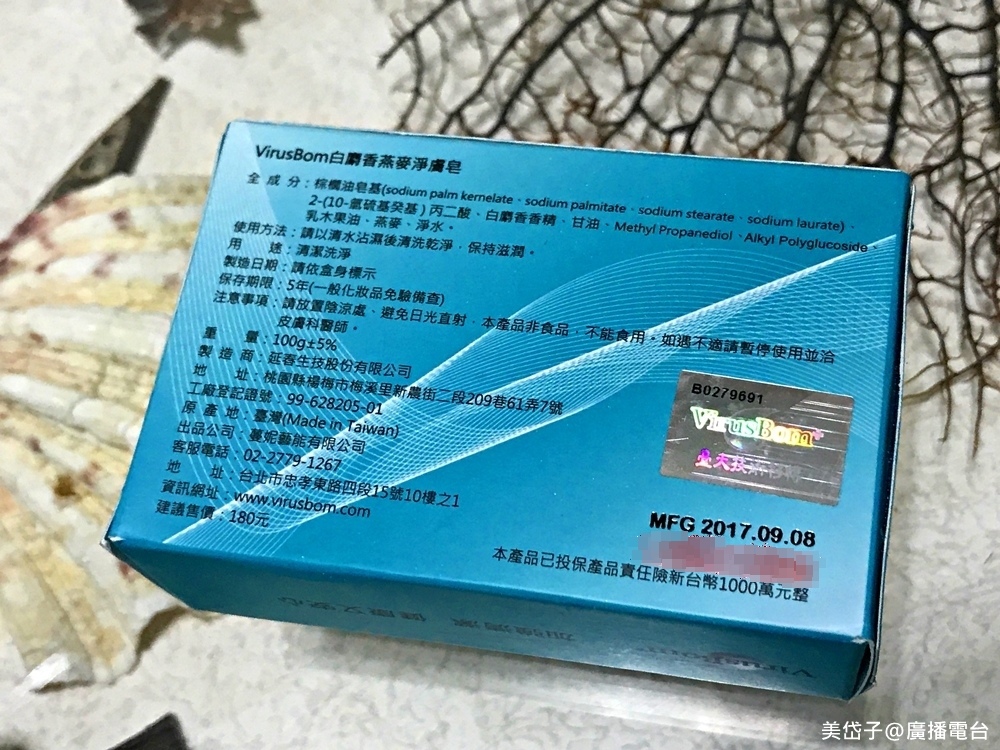 VirusBom白麝香燕麥淨膚皂
全成分：棕櫚油皂基(sodium palm kernelate、sodium palmitate、sodium stearate、sodium laurate)、
2-(10-氫硫基癸基) 丙二酸、白麝香香精、甘油、Methyl Propanediol、Alkyl Polyglucoside、
乳木果油、燕麥、淨水。
使用方法：請以清水沾濕後清洗乾淨，保持滋潤。
用途：清潔洗淨
製造日期：請依盒身標示
保存期限：5年(一般化妝品免驗備查)
注意事項：請放置陰涼處、避免日光直射，本產品非食品，不能食用。如遇不適請暫停使用並洽
皮膚科醫師。
重量：100g±5%
製造商：延春生技股份有限公司
地址：桃園縣楊梅市梅溪里新農街二段209巷61弄7號
工廠登記證號：99-628205-01
原產地：臺灣(Made in Taiwan)
出品公司：蔓妮藝能有限公司
客服電話：02-2779-1267
地址：台北市忠孝東路四段15號10樓之1
資訊網址：www.virusbom.com
建議售價：180元
B0279691
VirusBom+
MFG 2017.09.08
本產品已投保產品責任險新台幣1000萬元整
VirusBom
美岱子@廣播電台